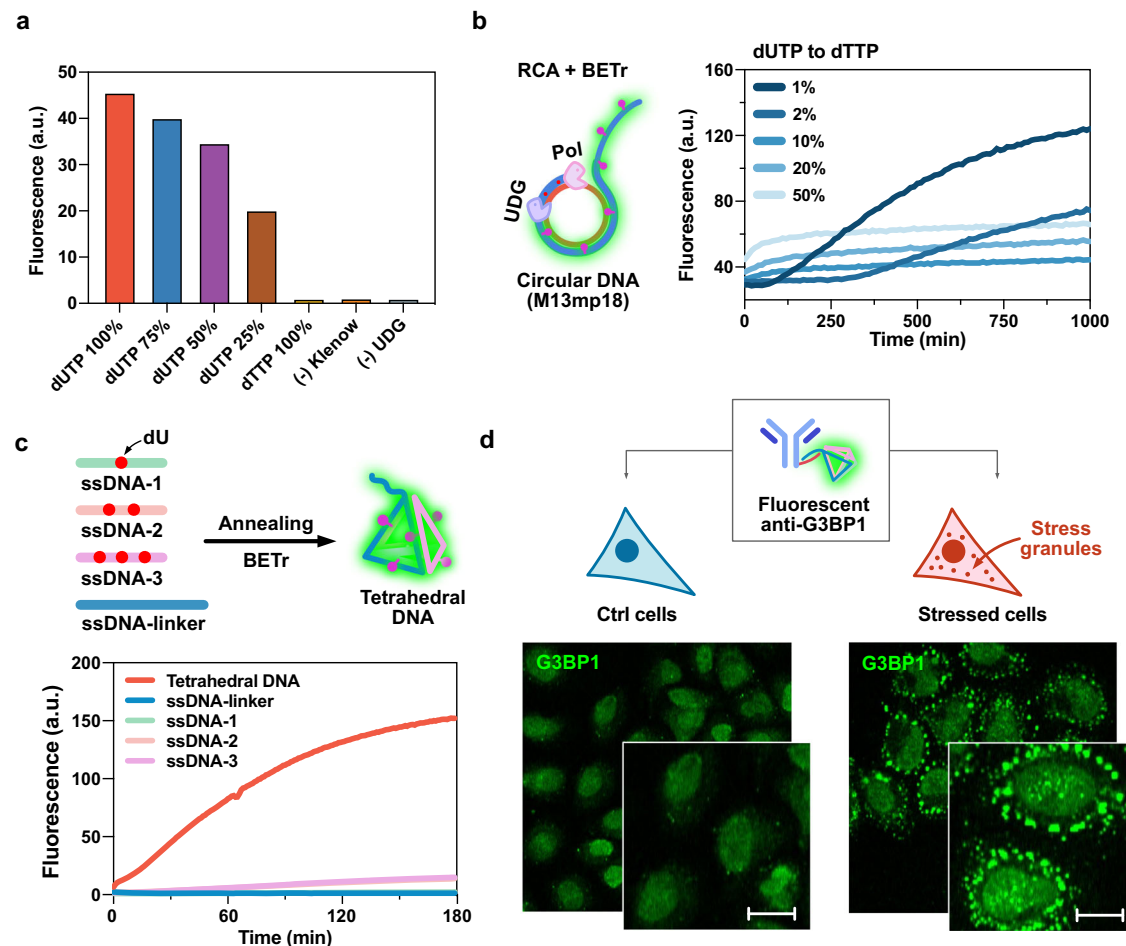 a
Fluorescence (a.u.)
50
40
30
20
10
0
dUTP 100%
dUTP 75%
dUTP 50%
dUTP 25%
dTTP 100%
(-) Klenow
(-) UDG
b
RCA + BETr
Pol
UDG
Circular DNA
(M13mp18)
dUTP to dTTP
1%
2%
10%
20%
50%
Fluorescence (a.u.)
160
120
80
40
0
250
500
750
1000
Time (min)
c
dU
ssDNA-1
ssDNA-2
ssDNA-3
ssDNA-linker
Annealing
BETr
Tetrahedral
DNA
Fluorescence (a.u.)
200
150
100
50
0
Tetrahedral DNA
ssDNA-linker
ssDNA-1
ssDNA-2
ssDNA-3
0
60
120
180
Time (min)
d
Fluorescent
anti-G3BP1
Stress
granules
Ctrl cells
Stressed cells
G3BP1
G3BP1